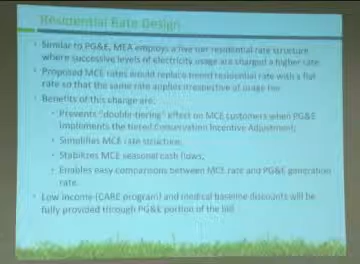 Residential Rate Design
Similar to PG&E, MEA employs a five tier residential rate structure
where successive levels of electricity usage are charged a higher rate
Proposed MCE rates would replace tiered residential rate with a flat
rate so that the same rate applies irrespective of usage tier
Benefits of this change are:
Prevents "double-tiering" effect on MCE customers when PG&E
implements the tiered Conservation Incentive Adjustment;
Simplifies MCE rate structure;
Stabilizes MCE seasonal cash flows;
Enables easy comparisons between MCE rate and PG&E generation
rate.
Low income (CARE program) and medical baseline discounts will be
fully provided through PG&E portion of the bill